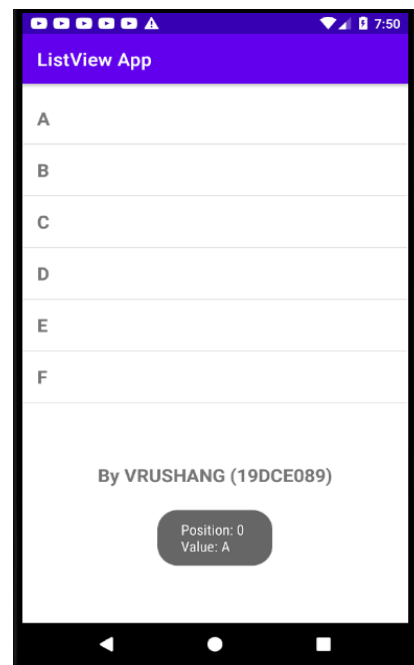 7:50
ListView App
A
B
C
D
E
F
By VRUSHANG (19DCE089)
Position: 0
Value: A